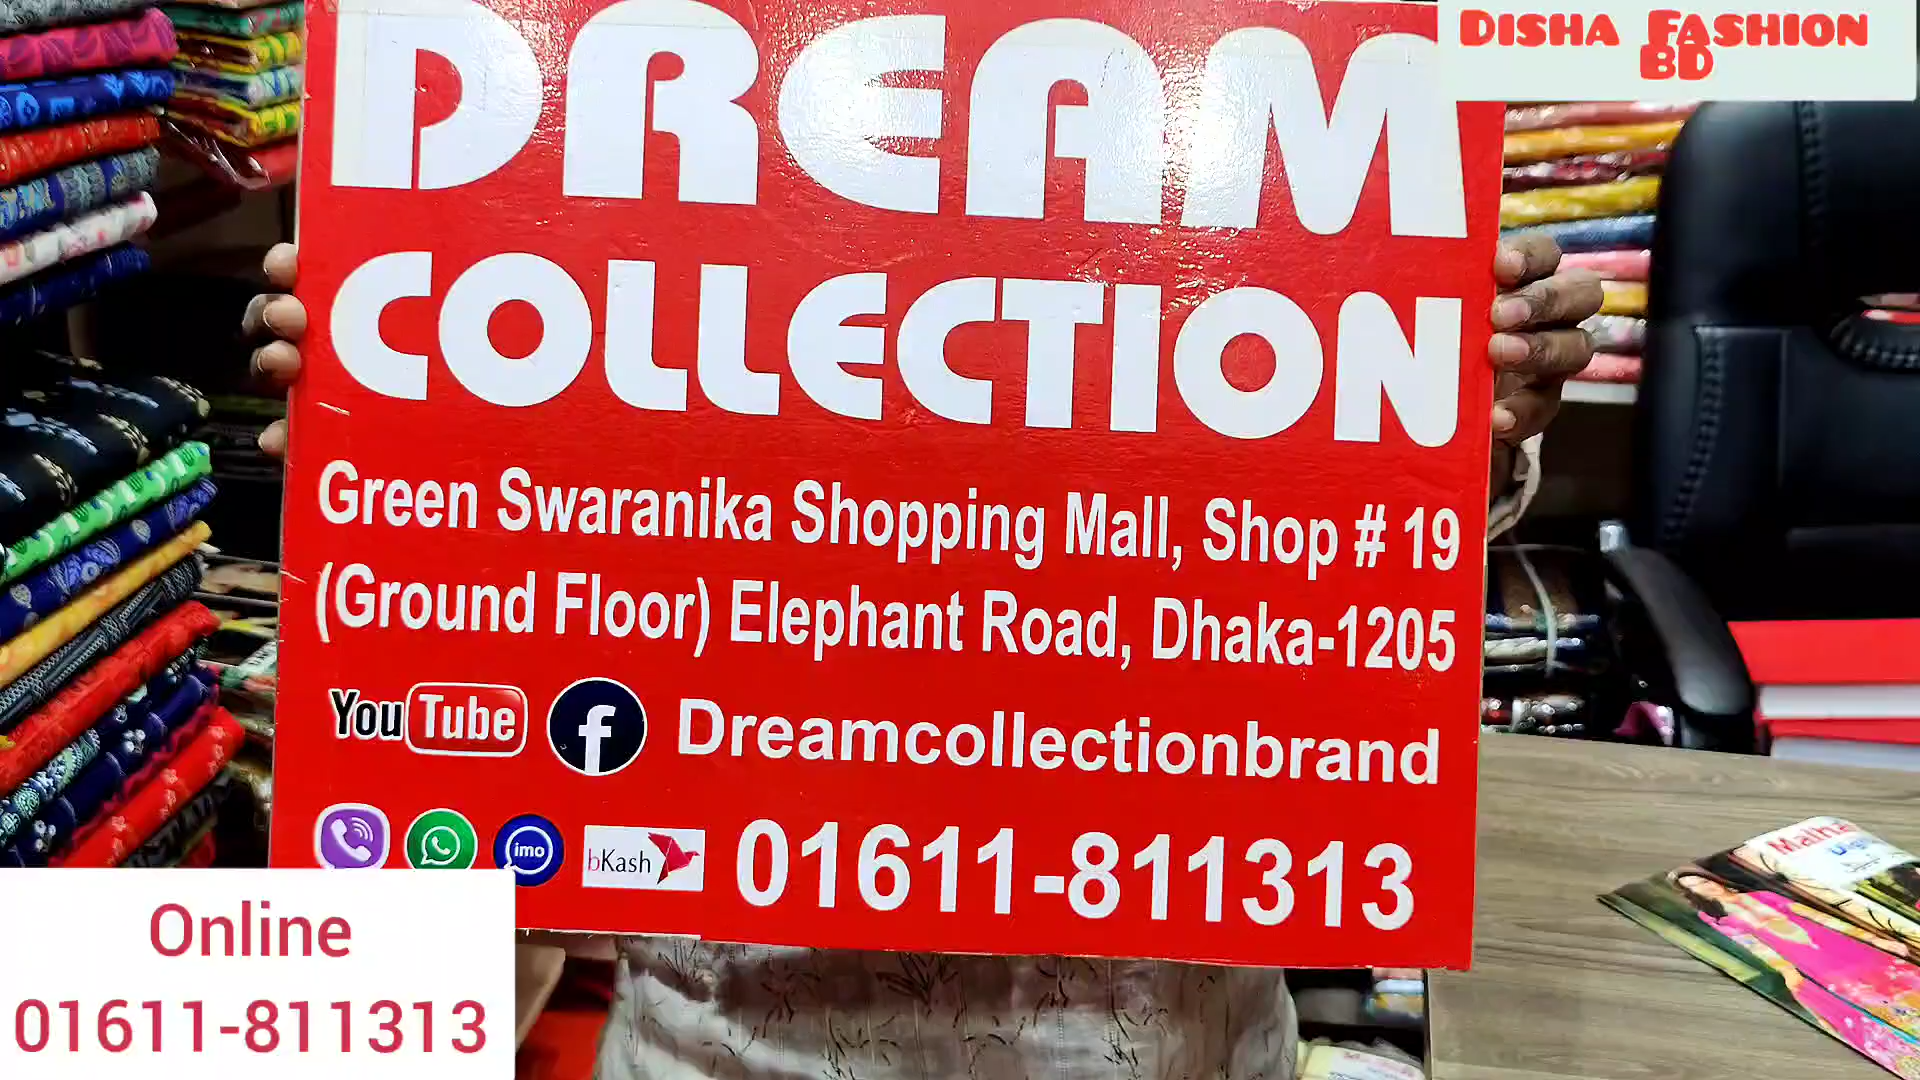 DREAM
COLLECTION
Green Swaranika Shopping Mall, Shop # 19
(Ground Floor) Elephant Road, Dhaka-1205
YouTube f Dreamcollectionbrand
imo bKash 01611-811313
DISHA FASHION
BD
Online
01611-811313